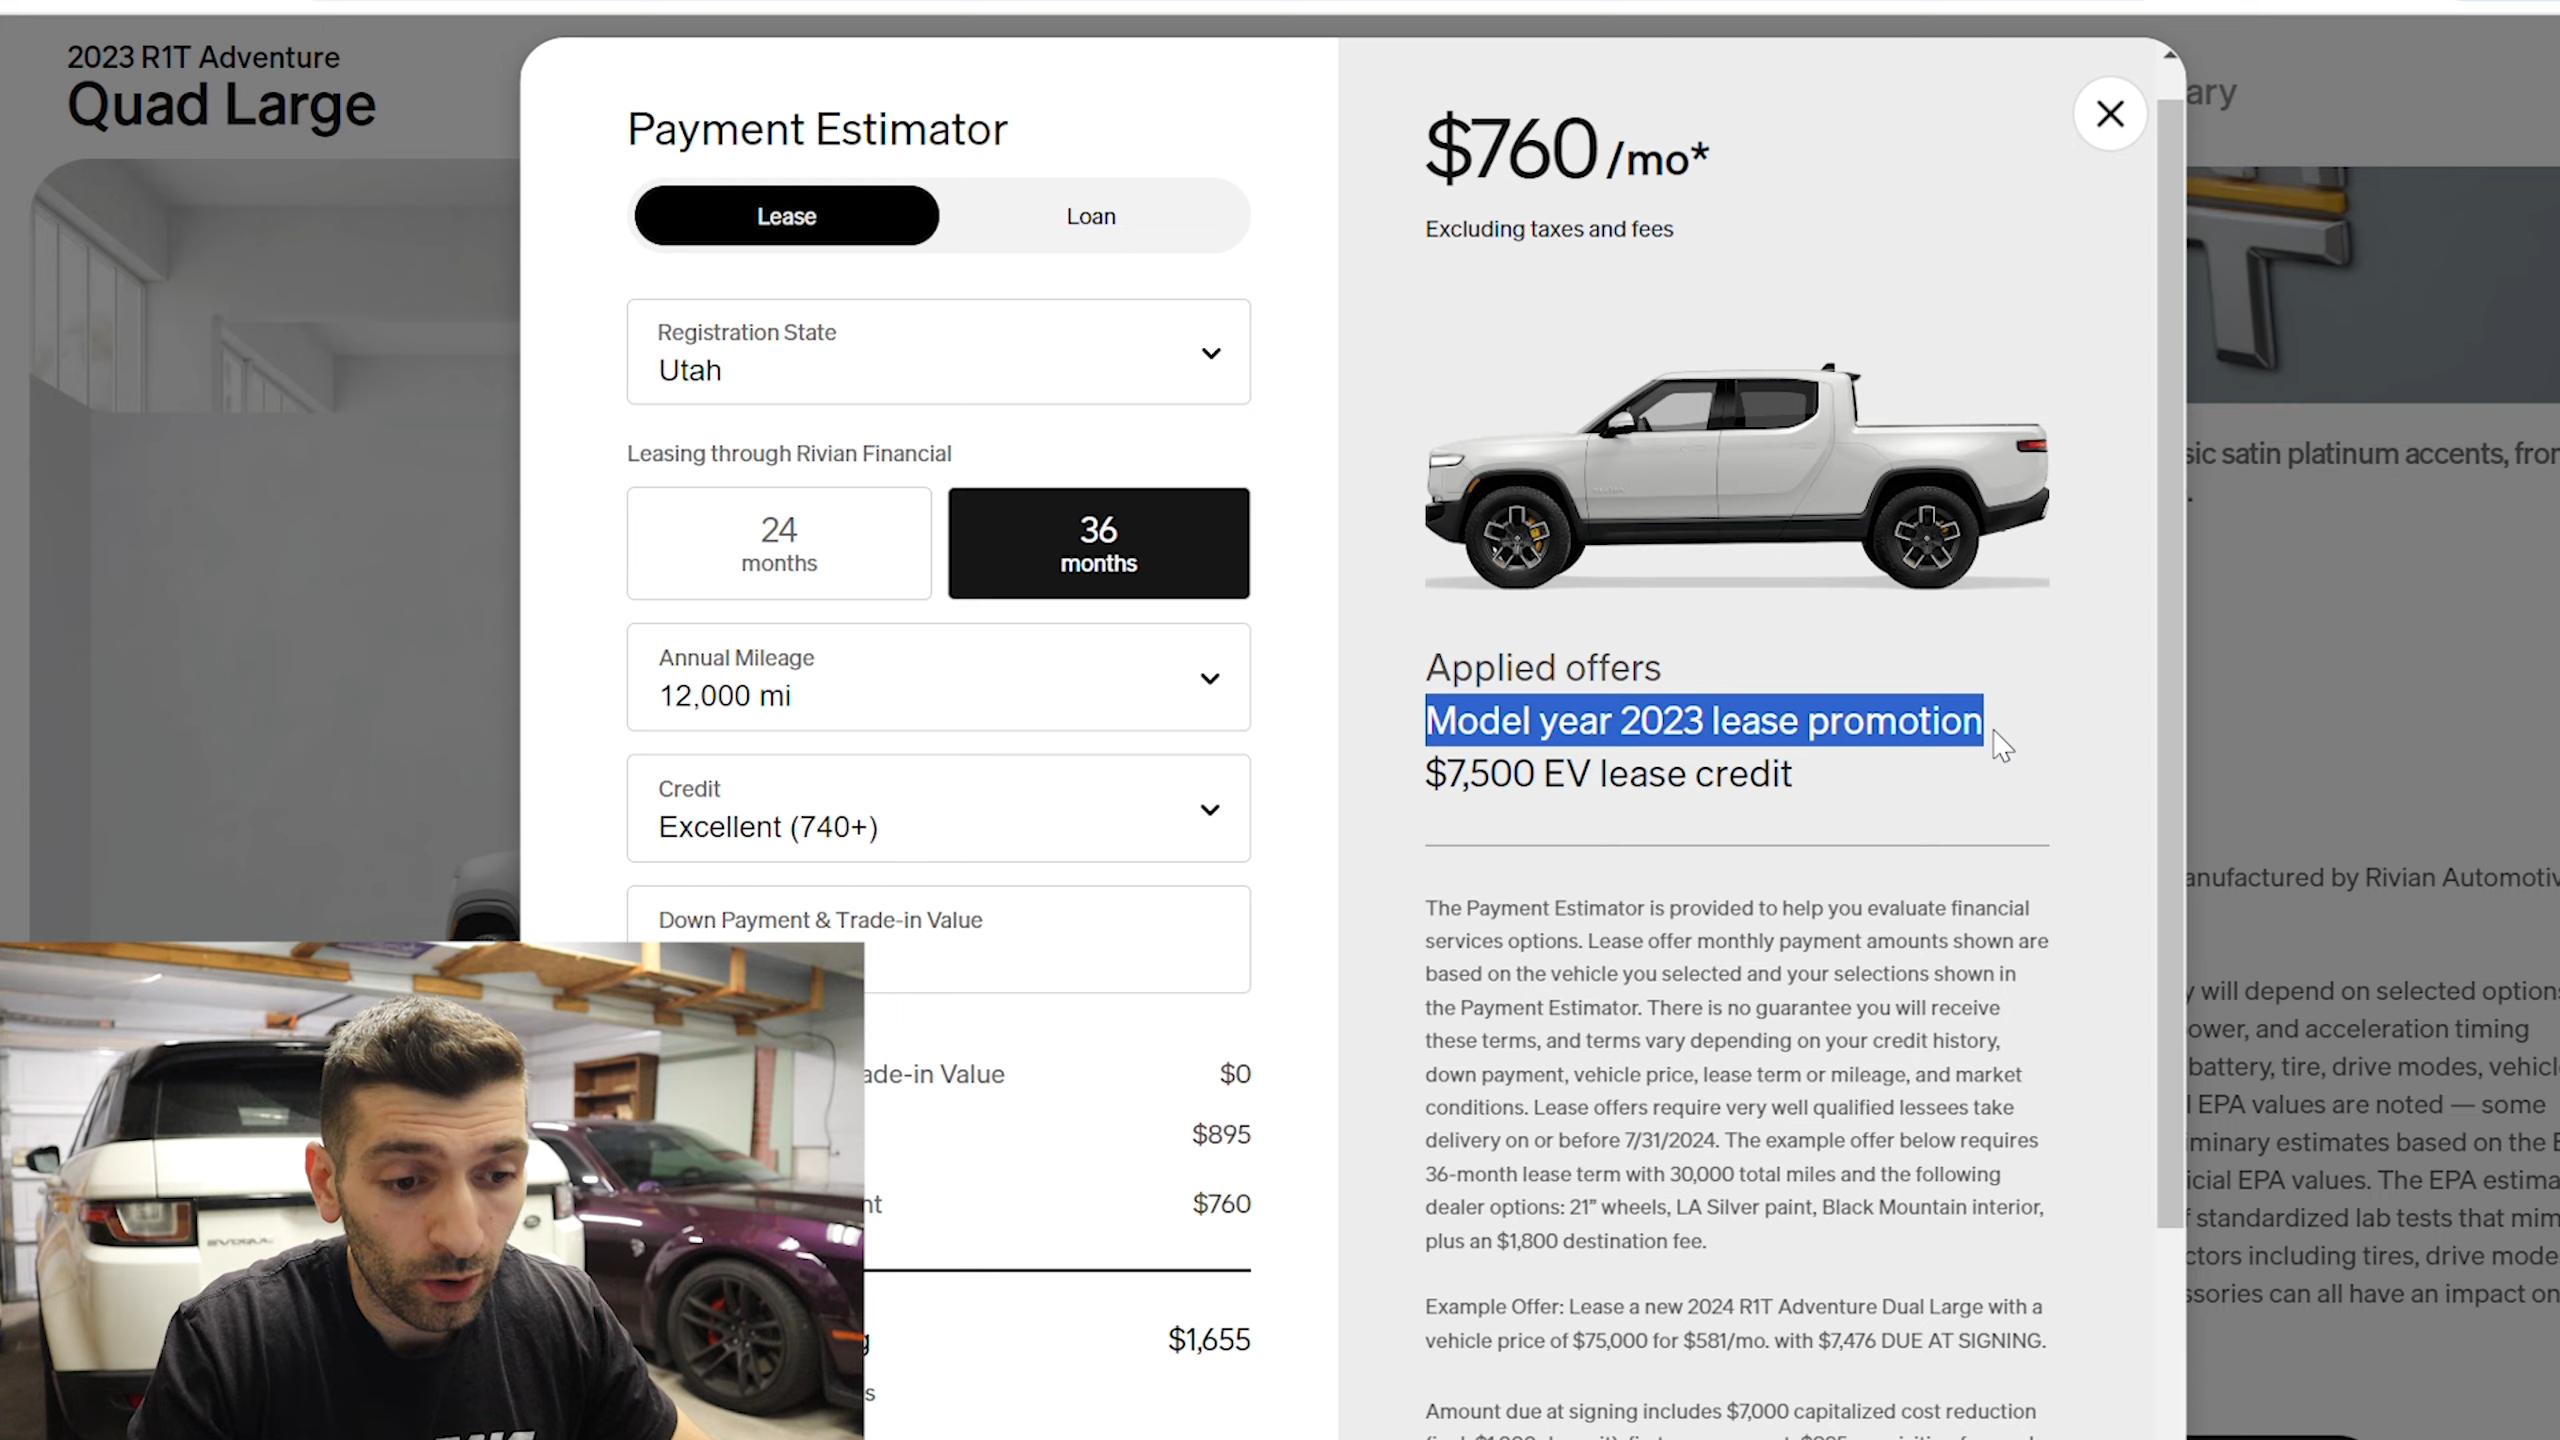 2023 R1T Adventure
Quad Large
Payment Estimator
Lease
Loan
Registration State
Utah
Leasing through Rivian Financial
24
months
36
months
Annual Mileage
12,000 mi
Credit
Excellent (740+)
Down Payment & Trade-in Value
ade-in Value $0
$895
nt $760
$1,655
s
$760 /mo*
Excluding taxes and fees
Applied offers
Model year 2023 lease promotion
$7,500 EV lease credit
The Payment Estimator is provided to help you evaluate financial
services options. Lease offer monthly payment amounts shown are
based on the vehicle you selected and your selections shown in
the Payment Estimator. There is no guarantee you will receive
these terms, and terms vary depending on your credit history,
down payment, vehicle price, lease term or mileage, and market
conditions. Lease offers require very well qualified lessees take
delivery on or before 7/31/2024. The example offer below requires
36-month lease term with 30,000 total miles and the following
dealer options: 21” wheels, LA Silver paint, Black Mountain interior,
plus an $1,800 destination fee.
Example Offer: Lease a new 2024 R1T Adventure Dual Large with a
vehicle price of $75,000 for $581/mo. with $7,476 DUE AT SIGNING.
Amount due at signing includes $7,000 capitalized cost reduction
ary
T
sic satin platinum accents, fror
.
anufactured by Rivian Automotiv
y will depend on selected options
ower, and acceleration timing
battery, tire, drive modes, vehicl
l EPA values are noted — some
iminary estimates based on the E
icial EPA values. The EPA estima
f standardized lab tests that mim
ctors including tires, drive mode
ssories can all have an impact on
EVOQUE